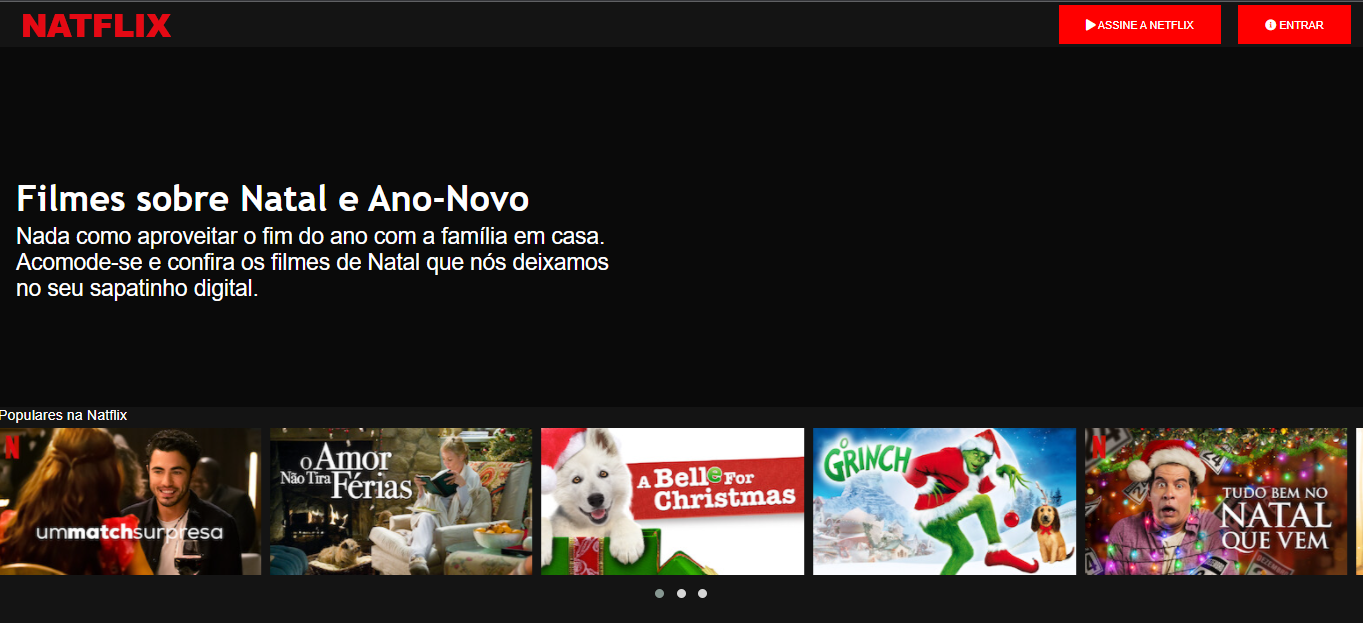 NATFLIX
ASSINE A NETFLIX
ENTRAR
Filmes sobre Natal e Ano-Novo
Nada como aproveitar o fim do ano com a família em casa.
Acomode-se e confira os filmes de Natal que nós deixamos
no seu sapatinho digital.
Populares na Natflix
N
ummatchsurpresa
O AMOR
NÃO TIRA FÉRIAS
A Belle For
Christmas
O
GRINCH
N
TUDO BEM NO
NATAL
QUE VEM